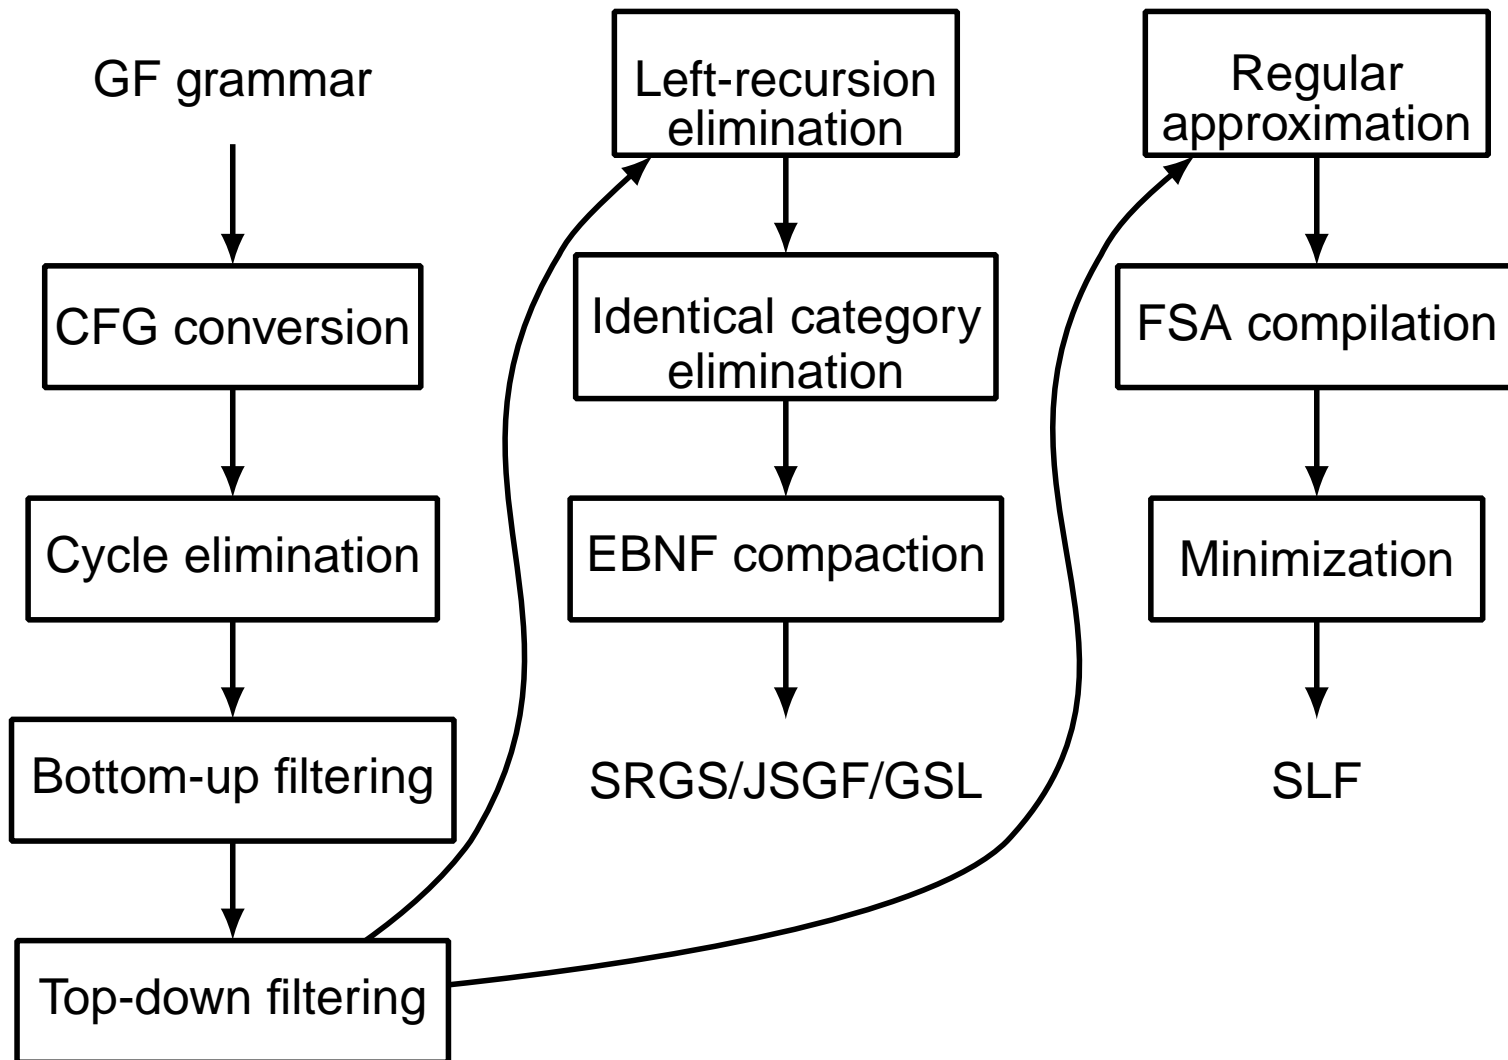 GF grammar
CFG conversion
Cycle elimination
Bottom-up filtering
Top-down filtering
Left-recursion
elimination
Identical category
elimination
EBNF compaction
SRGS/JSGF/GSL
Regular
approximation
FSA compilation
Minimization
SLF